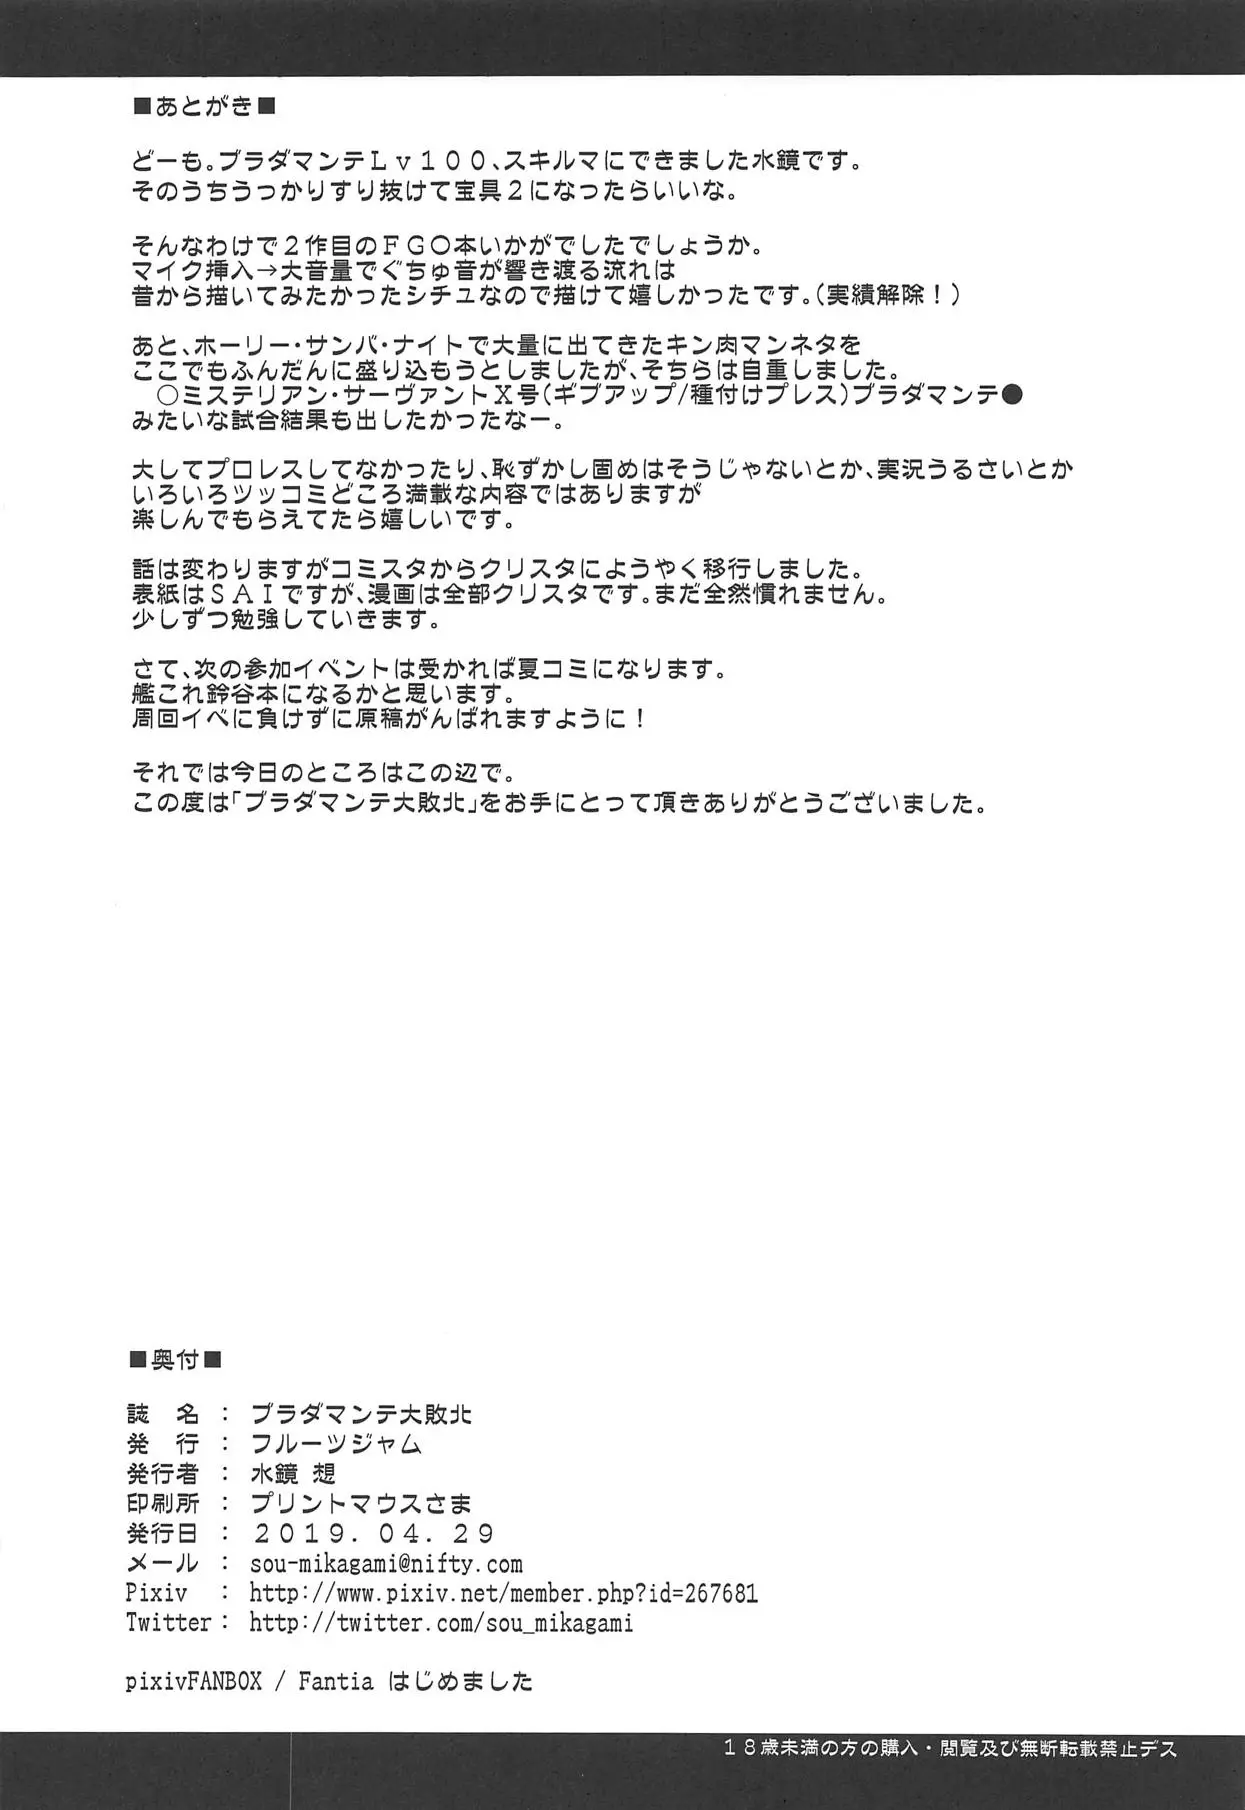 ■あとがき■
どーも。ブラダマンテLv100、スキルマにできました水鏡です。
そのうちうっかりすり抜けて宝具2になったらいいな。
そんなわけで2作目のFGO本いかがでしたでしょうか。
マイク挿入→大音量でぐちゅ音が響き渡る流れは
昔から描いてみたかったシチュなので描けて嬉しかったです。(実績解除!)
あと、ホーリー・サンバ・ナイトで大量に出てきたキン肉マンネタを
ここでもふんだんに盛り込もうとしましたが、そちらは自重しました。
○ミステリアン・サーヴァントX号(ギブアップ/種付けプレス)ブラダマンテ●
みたいな試合結果も出したかったなー。
大してプロレスしてなかったり、恥ずかし固めはそうじゃないとか、実況うるさいとか
いろいろツッコミどころ満載な内容ではありますが
楽しんでもらえてたら嬉しいです。
話は変わりますがコミスタからクリスタにようやく移行しました。
表紙はSAIですが、漫画は全部クリスタです。まだ全然慣れません。
少しずつ勉強していきます。
さて、次の参加イベントは受かれば夏コミになります。
艦これ鈴谷本になるかと思います。
周回イベに負けずに原稿がんばれますように!
それでは今日のところはこの辺で。
この度は「ブラダマンテ大敗北」をお手にとって頂きありがとうございました。
■奥付■
誌 名 : ブラダマンテ大敗北
発 行 : フルーツジャム
発行者 : 水鏡 想
印刷所 : プリントマウスさま
発行日 : 2019. 04. 29
メール : sou-mikagami@nifty.com
Pixiv : http://www.pixiv.net/member.php?id=267681
Twitter : http://twitter.com/sou_mikagami
pixivFANBOX / Fantia はじめました
18歳未満の方の購入・閲覧及び無断転載禁止デス